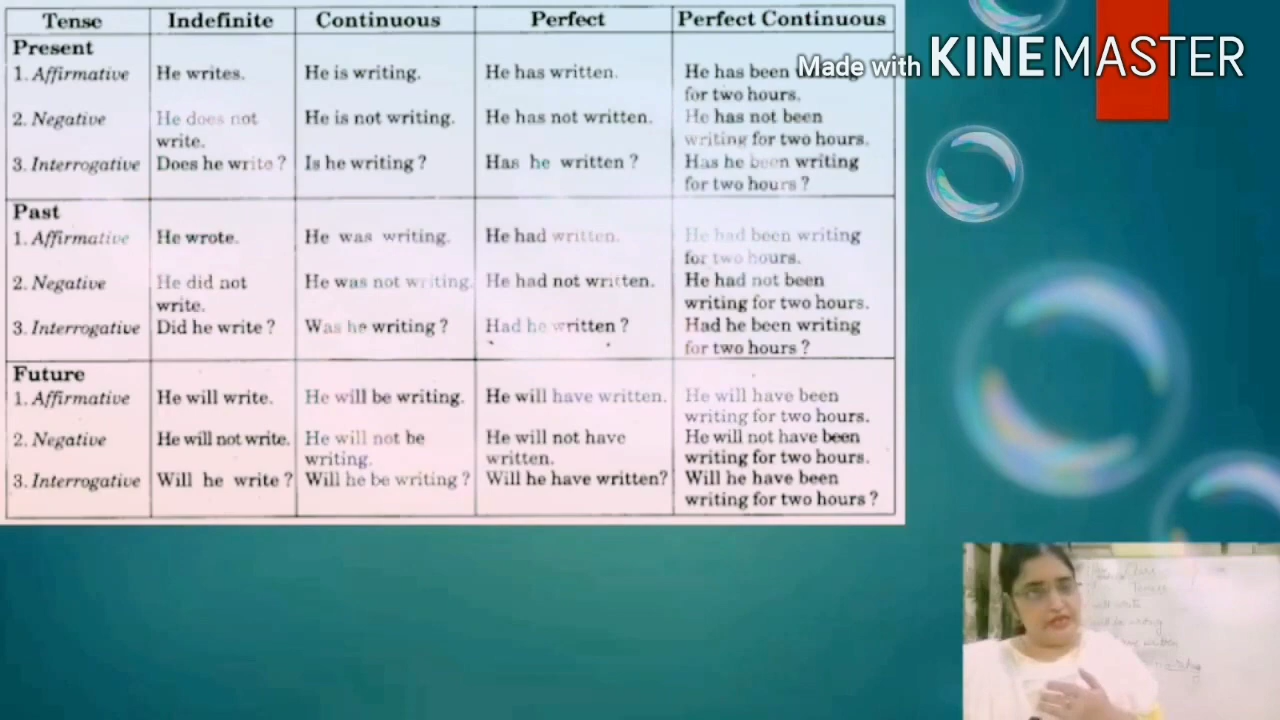 Tense Indefinite Continuous Perfect Perfect Continuous
Present
1. Affirmative He writes. He is writing. He has written. He has been
for two hours.
2. Negative He does not He is not writing. He has not written. He has not been
write. writing for two hours.
3. Interrogative Does he write ? Is he writing ? Has he written ? Has he been writing
for two hours ?
Past
1. Affirmative He wrote. He was writing. He had written. He had been writing
for two hours.
2. Negative He did not He was not writing. He had not written. He had not been
write. writing for two hours.
3. Interrogative Did he write ? Was he writing ? Had he written ? Had he been writing
for two hours ?
Future
1. Affirmative He will write. He will be writing. He will have written. He will have been
writing for two hours.
2. Negative He will not write. He will not be He will not have He will not have been
writing. written. writing for two hours.
3. Interrogative Will he write ? Will he be writing ? Will he have written? Will he have been
writing for two hours ?
Made with KINEMASTER
Tenses
will write
will be writing
have written